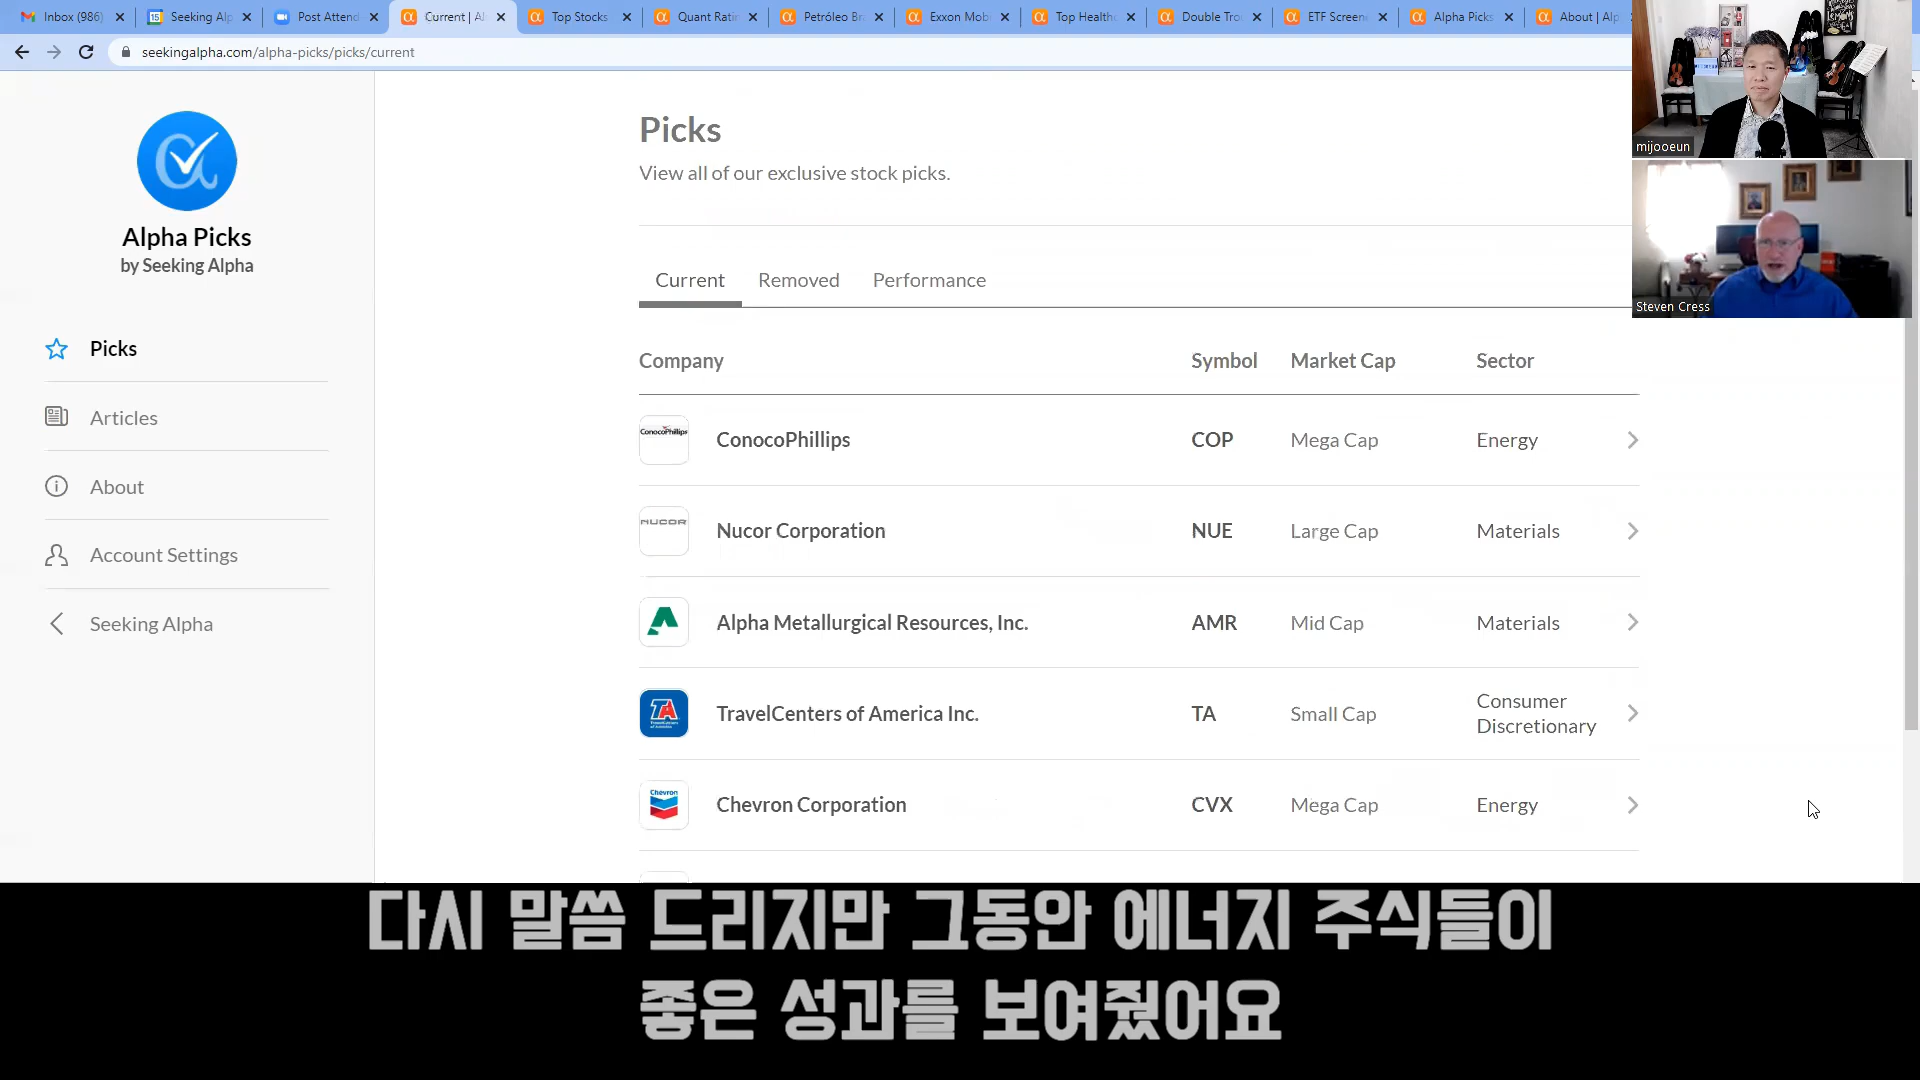 Inbox (986)
Seeking Alp
Post Attend
Current | Al
Top Stocks
Quant Ratin
Petróleo Br
Exxon Mobi
Top Health
Double Tro
ETF Screen
Alpha Picks
About | Alp
seekingalpha.com/alpha-picks/picks/current
mijooeun
Steven Cress
Alpha Picks
by Seeking Alpha
Picks
Articles
About
Account Settings
Seeking Alpha
Picks
View all of our exclusive stock picks.
Current Removed Performance
Company Symbol Market Cap Sector
ConocoPhillips ConocoPhillips COP Mega Cap Energy
NUCOR Nucor Corporation NUE Large Cap Materials
Alpha Metallurgical Resources, Inc. AMR Mid Cap Materials
TA TravelCenters of America Inc. TA Small Cap Consumer
Discretionary
Chevron Chevron Corporation CVX Mega Cap Energy
다시 말씀 드리지만 그동안 에너지 주식들이
좋은 성과를 보여줬어요